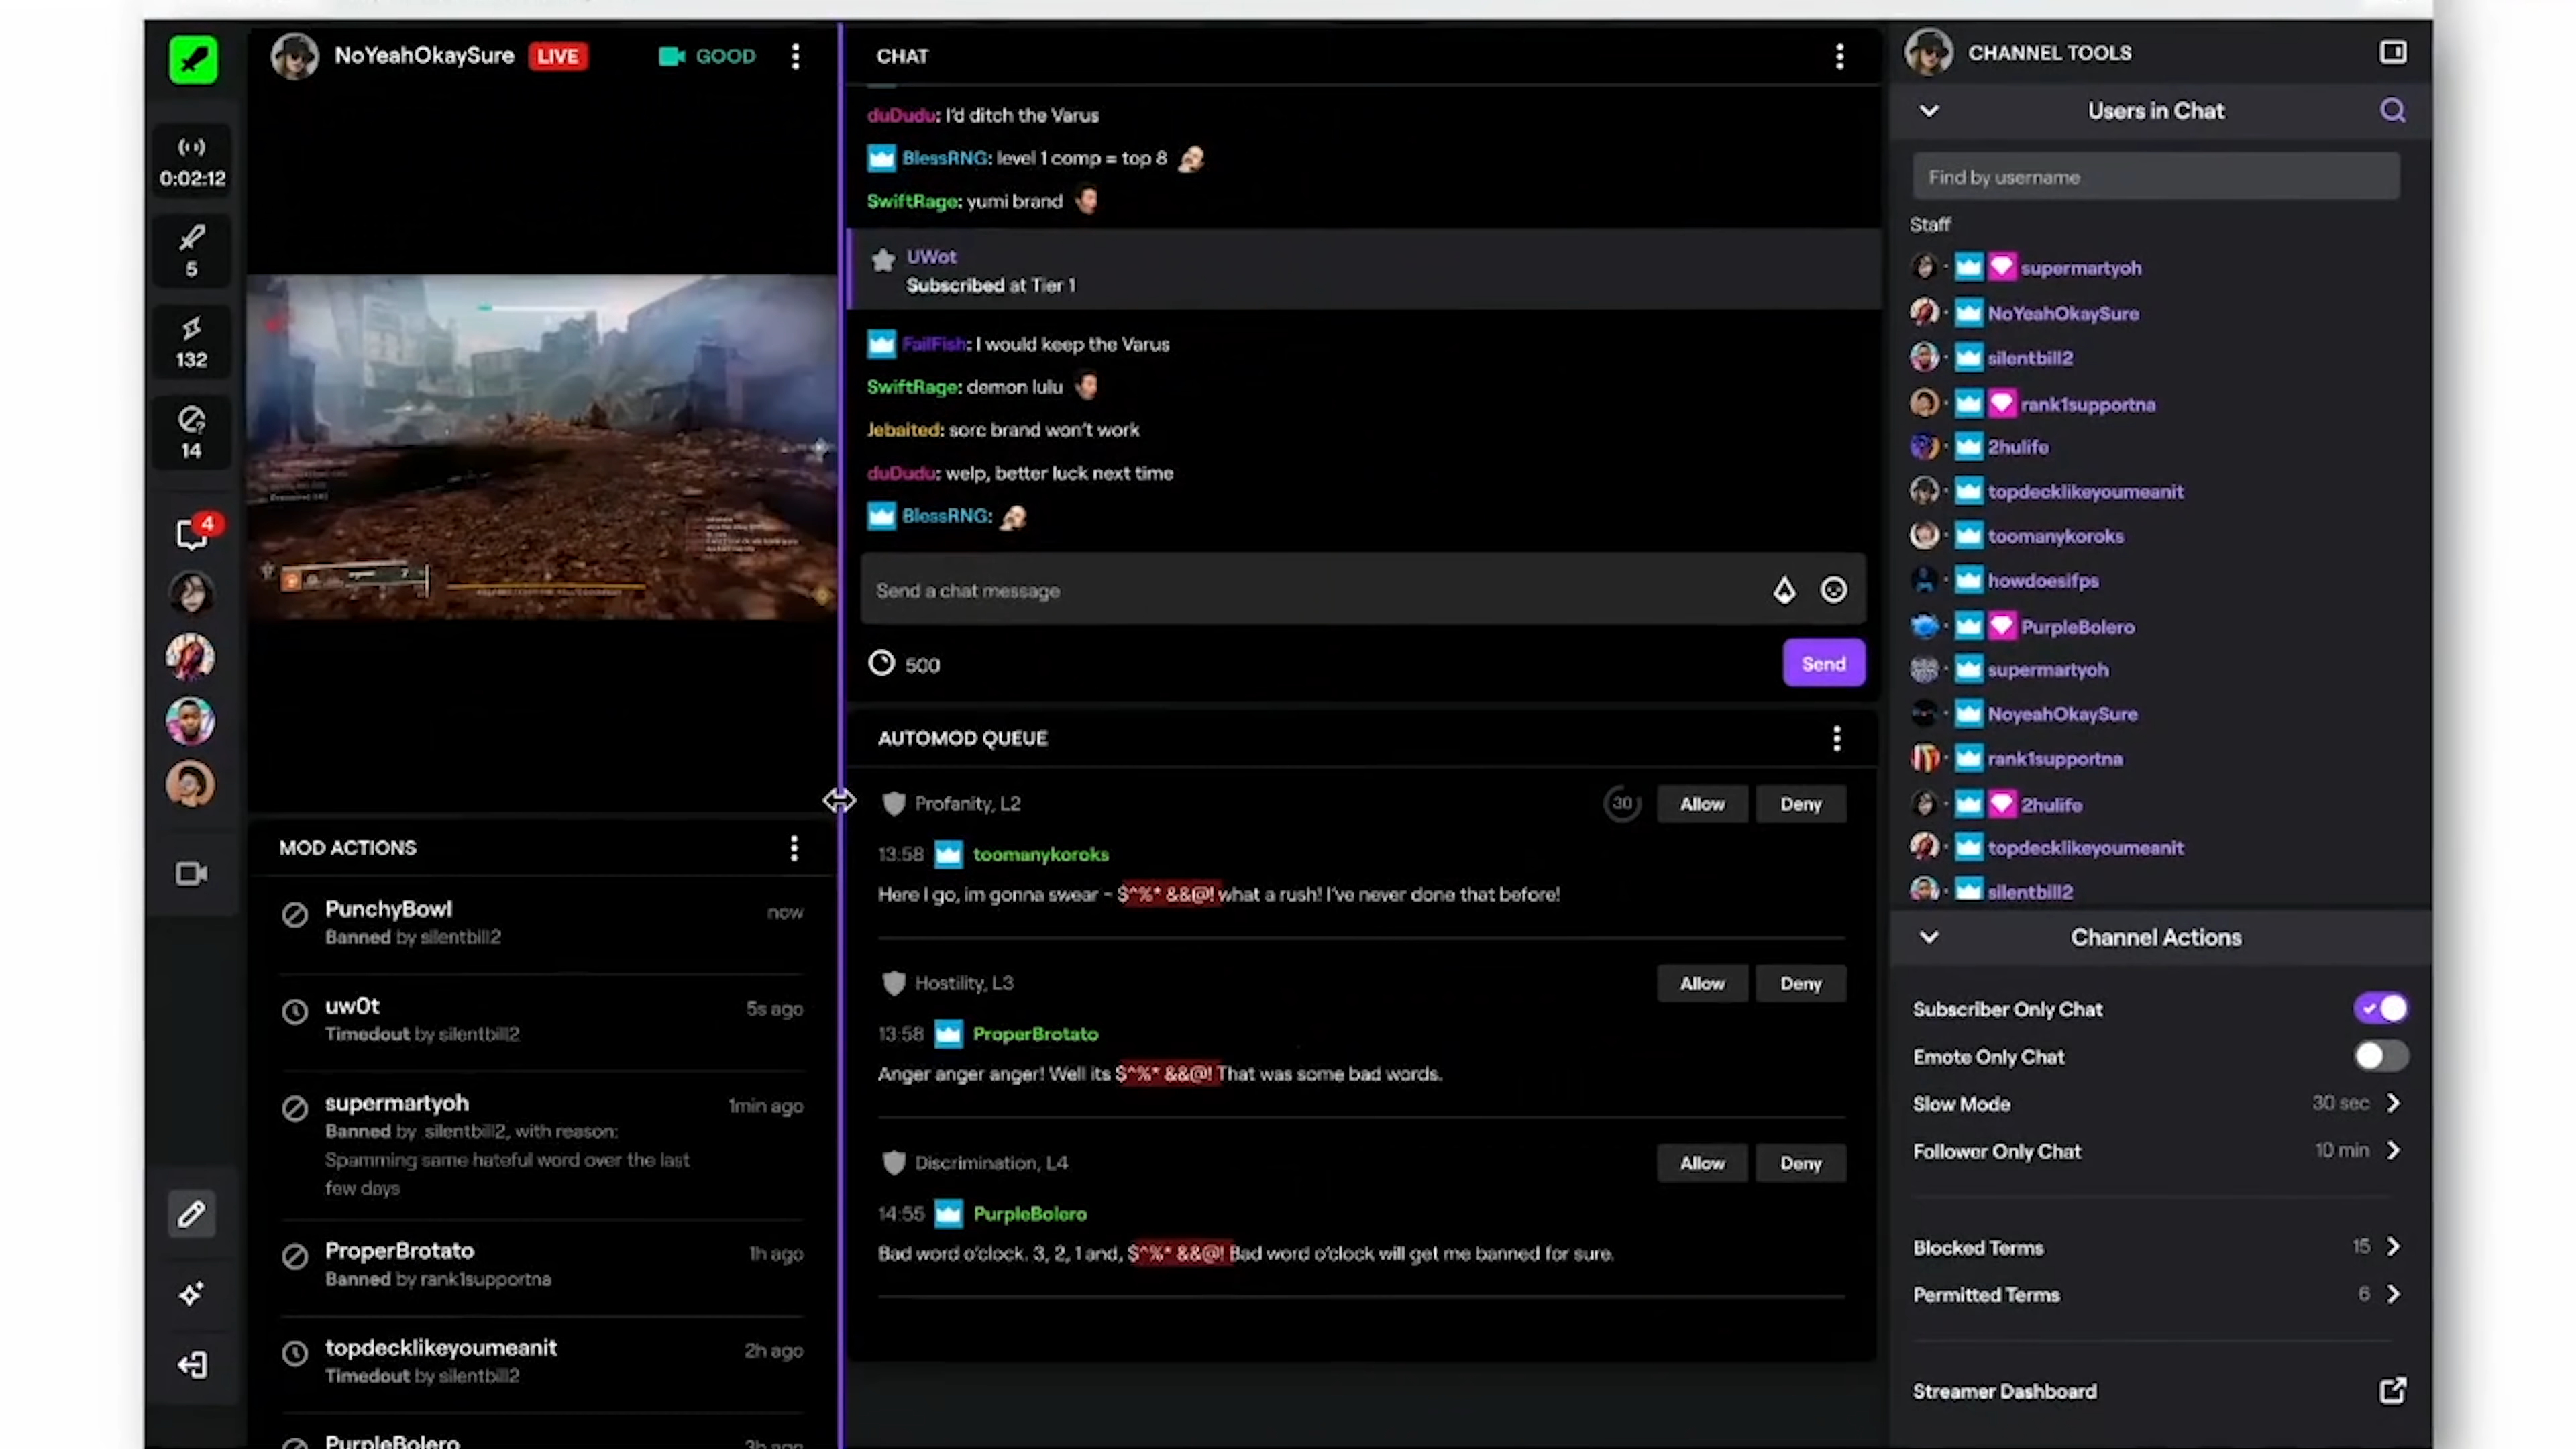 NoYeahOkaySure LIVE GOOD
0:02:12
5
132
14
4
MOD ACTIONS
PunchyBowl now
Banned by silentbill2
uw0t 5s ago
Timedout by silentbill2
supermartyoh 1min ago
Banned by silentbill2, with reason:
Spamming same hateful word over the last
few days
ProperBrotato 1h ago
Banned by rank1supportna
topdecklikeyoumeanit 2h ago
Timedout by silentbill2
PurpleBolero 3h ago
CHAT
duDudu: I'd ditch the Varus
BlessRNG: level 1 comp = top 8
SwiftRage: yumi brand
UWot
Subscribed at Tier 1
FailFish: I would keep the Varus
SwiftRage: demon lulu
Jebaited: sorc brand won't work
duDudu: welp, better luck next time
BlessRNG:
Send a chat message
500 Send
AUTOMOD QUEUE
Profanity, L2 30 Allow Deny
13:58 toomanykoroks
Here I go, im gonna swear - $^%* &&@! what a rush! I've never done that before!
Hostility, L3 Allow Deny
13:58 ProperBrotato
Anger anger anger! Well its $^%* &&@! That was some bad words.
Discrimination, L4 Allow Deny
14:55 PurpleBolero
Bad word o'clock. 3, 2, 1 and, $^%* &&@! Bad word o'clock will get me banned for sure.
CHANNEL TOOLS
Users in Chat
Find by username
Staff
supermartyoh
NoYeahOkaySure
silentbill2
rank1supportna
2hulife
topdecklikeyoumeanit
toomanykoroks
howdoesifps
PurpleBolero
supermartyoh
NoyeahOkaySure
rank1supportna
2hulife
topdecklikeyoumeanit
silentbill2
Channel Actions
Subscriber Only Chat
Emote Only Chat
Slow Mode 30 sec
Follower Only Chat 10 min
Blocked Terms 15
Permitted Terms 6
Streamer Dashboard